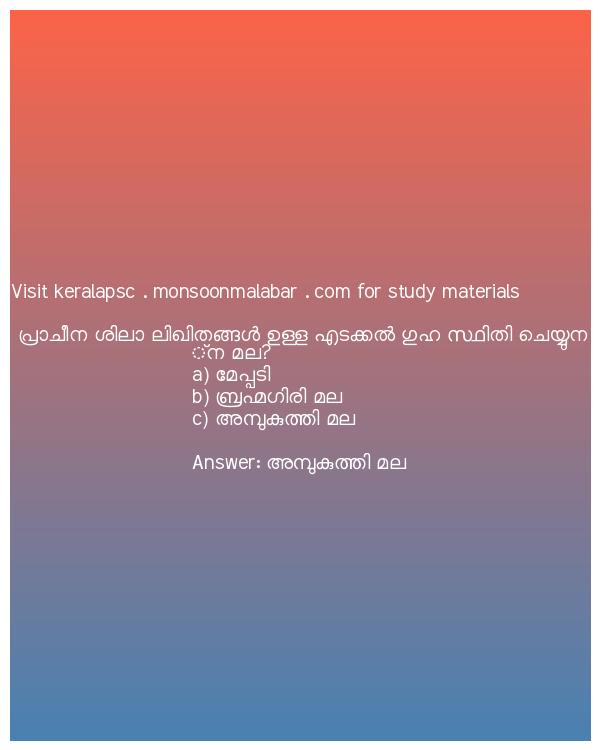 Visit keralapsc . monsoonmalabar . com for study materials
പ്രാചീന ശിലാ ലിഖിതങ്ങൾ ഉള്ള എടക്കൽ ഗുഹ സ്ഥിതി ചെയ്യുന
്ന മല?
a) മേപ്പടി
b) ബ്രഹ്മഗിരി മല
c) അമ്പുകുത്തി മല
Answer: അമ്പുകുത്തി മല